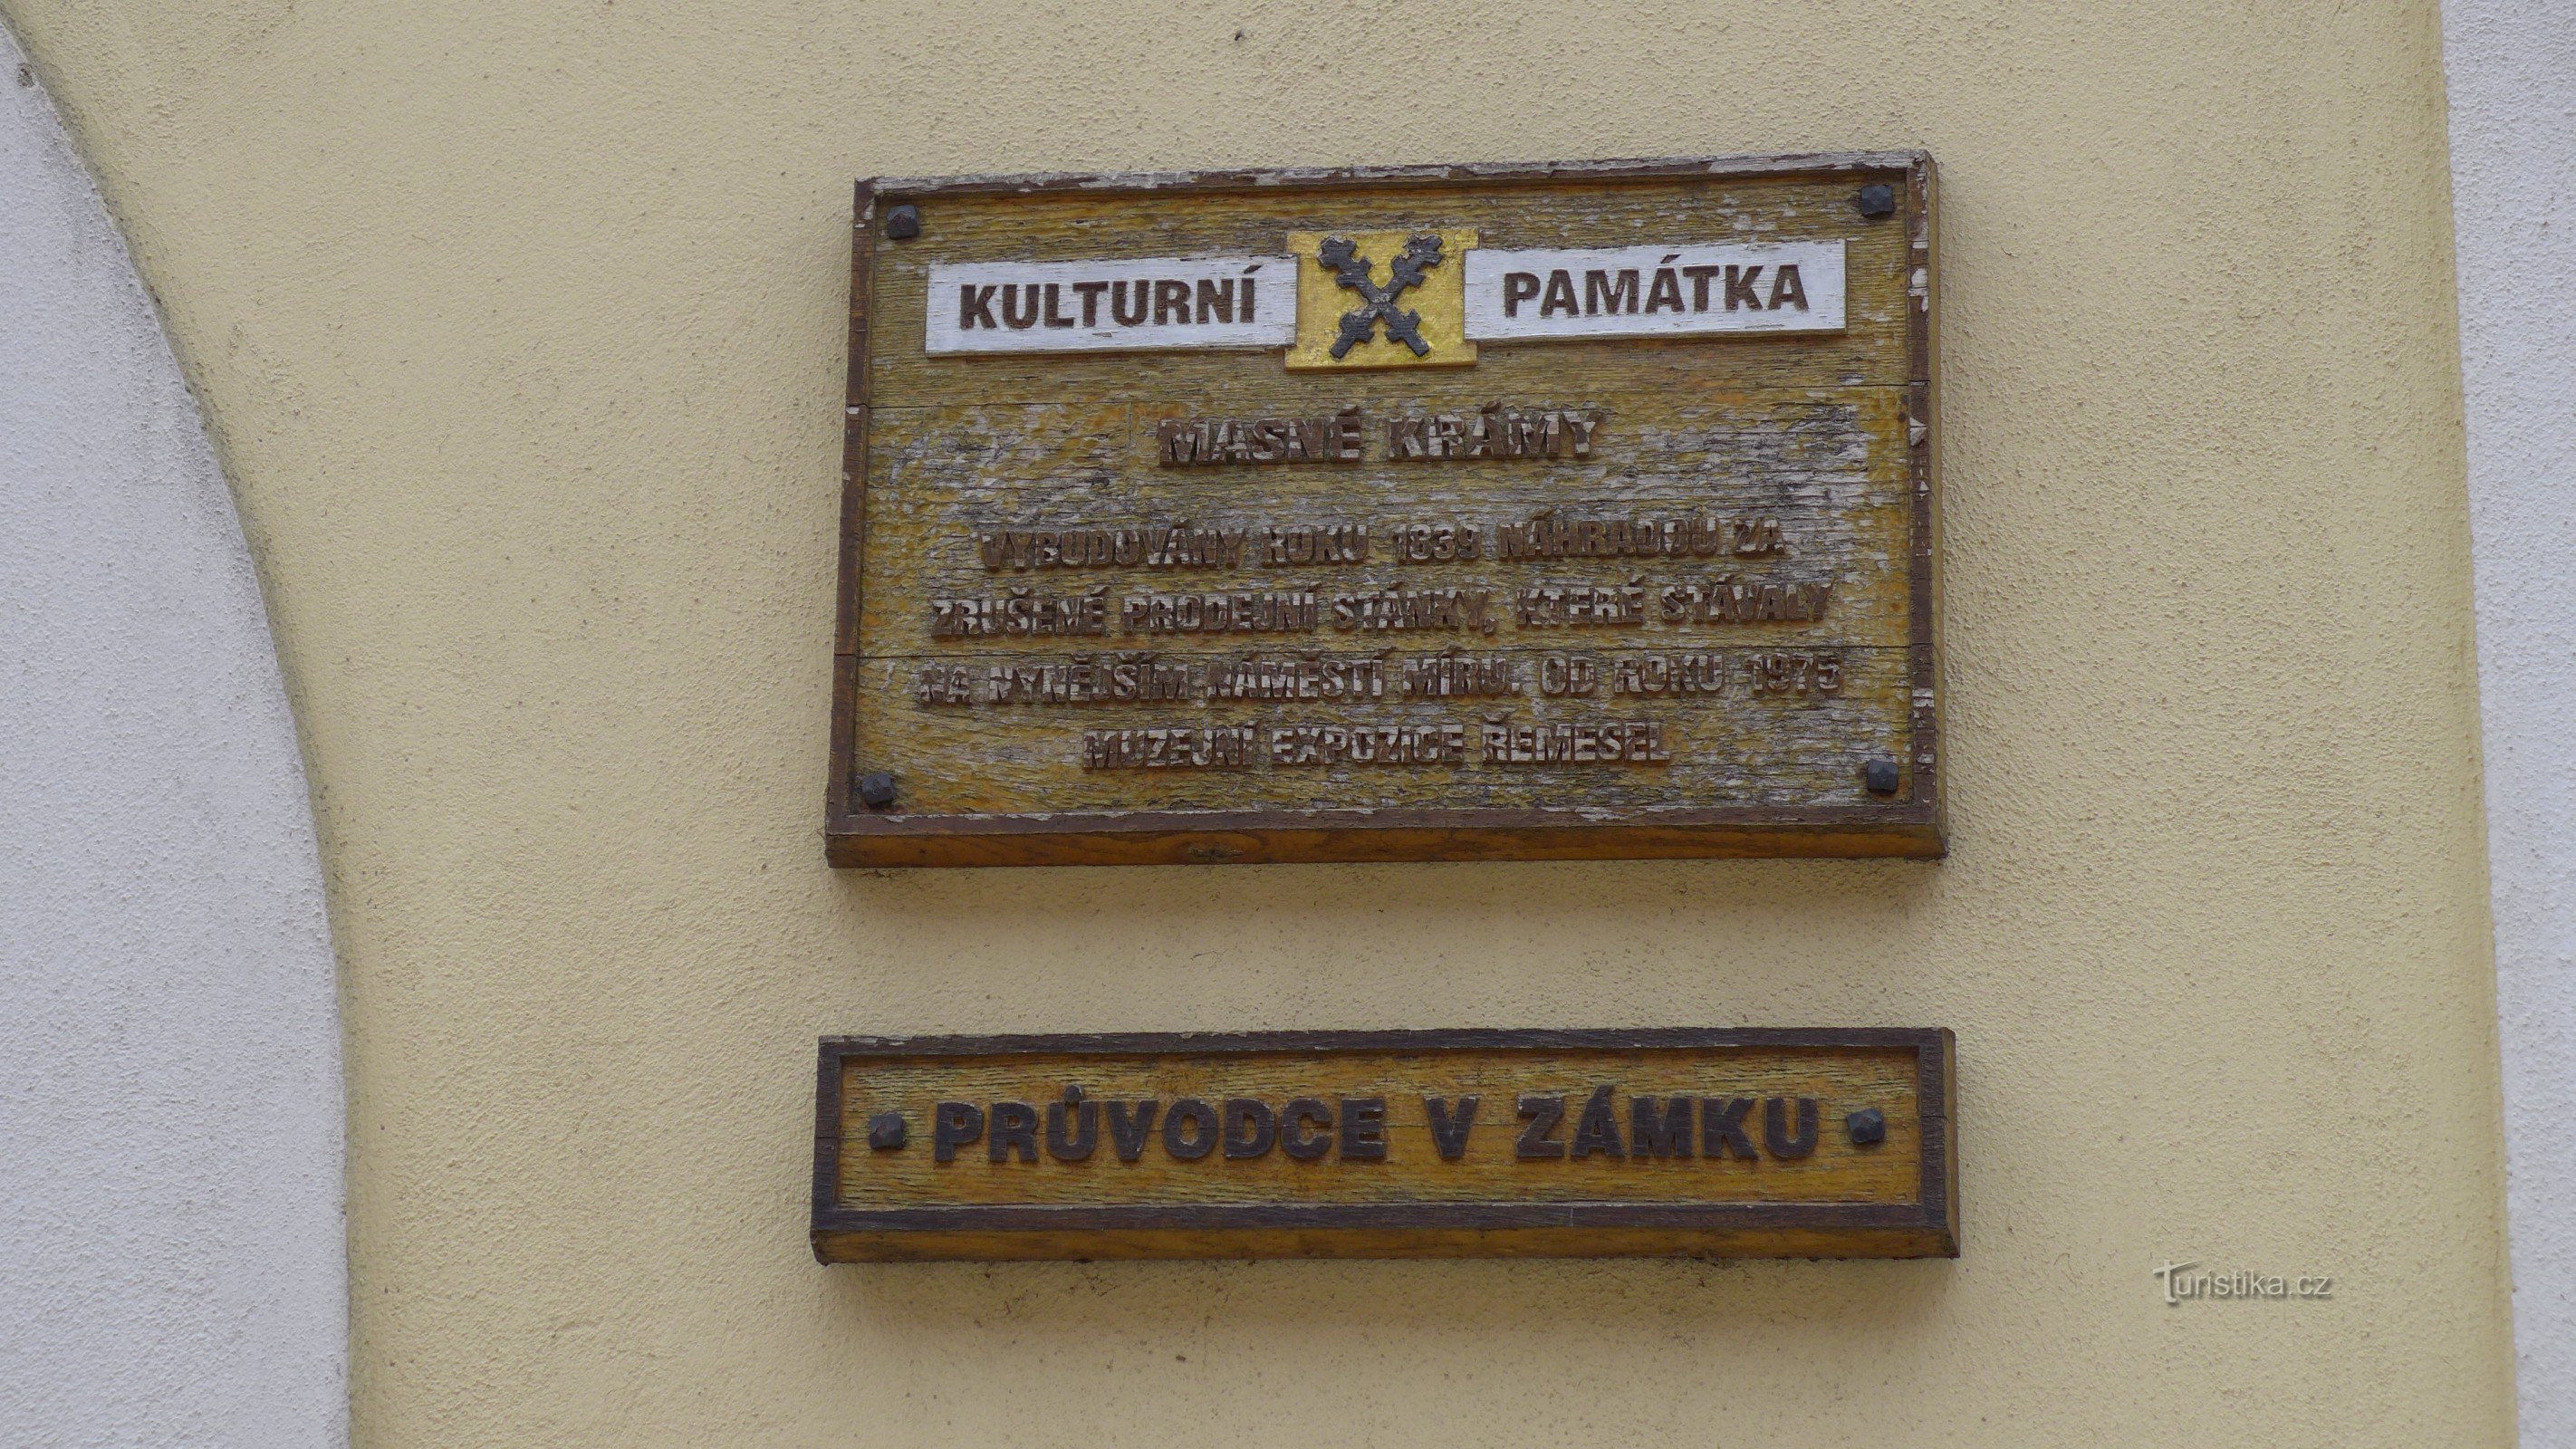 KULTURNÍ PAMÁTKA
MASNÉ KRÁMY
VYBUDOVÁNY ROKU 1839 NÁHRADOU ZA
ZRUŠENÉ PRODEJNÍ STÁNKY, KTERÉ STÁVALY
NA NYNĚJŠÍM NÁMĚSTÍ MÍRU. OD ROKU 1975
MUZEJNÍ EXPOZICE ŘEMESEL
PRŮVODCE V ZÁMKU
Turistika.cz